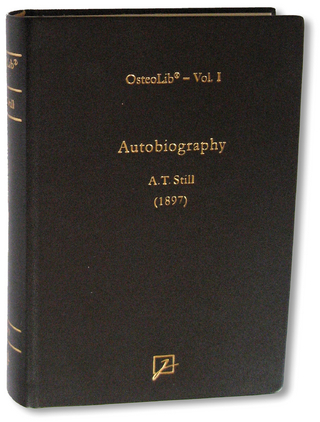 OsteoLib® – Vol. I
Autobiography
A.T. Still
(1897)